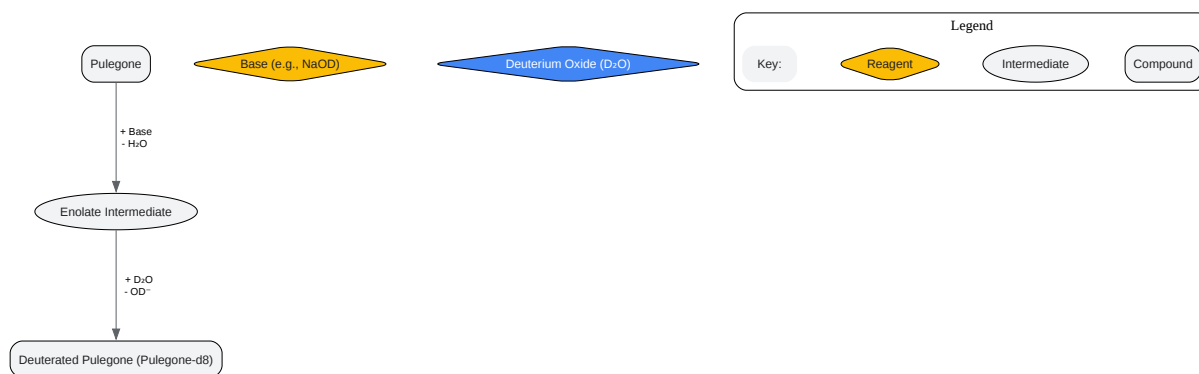 Legend
Pulegone
Base (e.g., NaOD)
Deuterium Oxide (D₂O)
Key:
Reagent
Intermediate
Compound
+ Base
- H₂O
Enolate Intermediate
+ D₂O
- OD⁻
Deuterated Pulegone (Pulegone-d8)